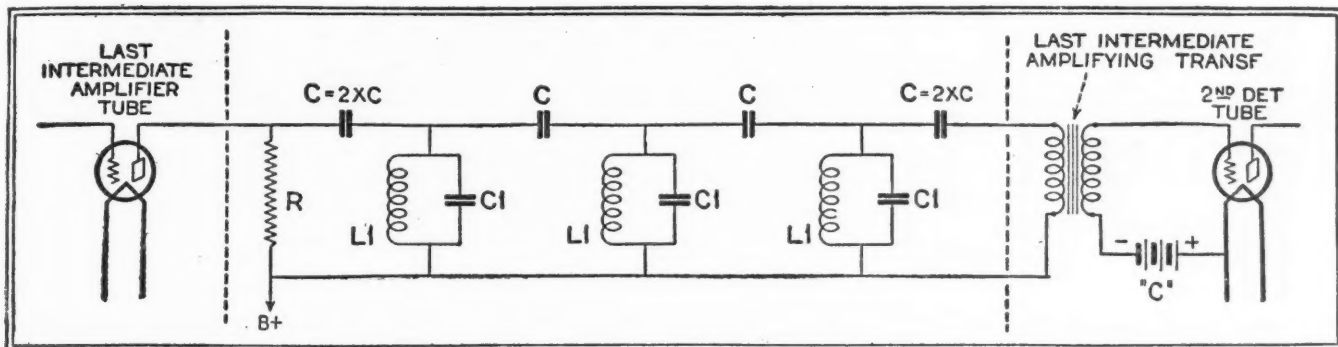 LAST
INTERMEDIATE
AMPLIFIER
TUBE
C=2XC
C
C
C=2XC
LAST INTERMEDIATE
AMPLIFYING TRANSF
2ND DET
TUBE
R
L1
C1
L1
C1
L1
C1
- +
"C"
B+